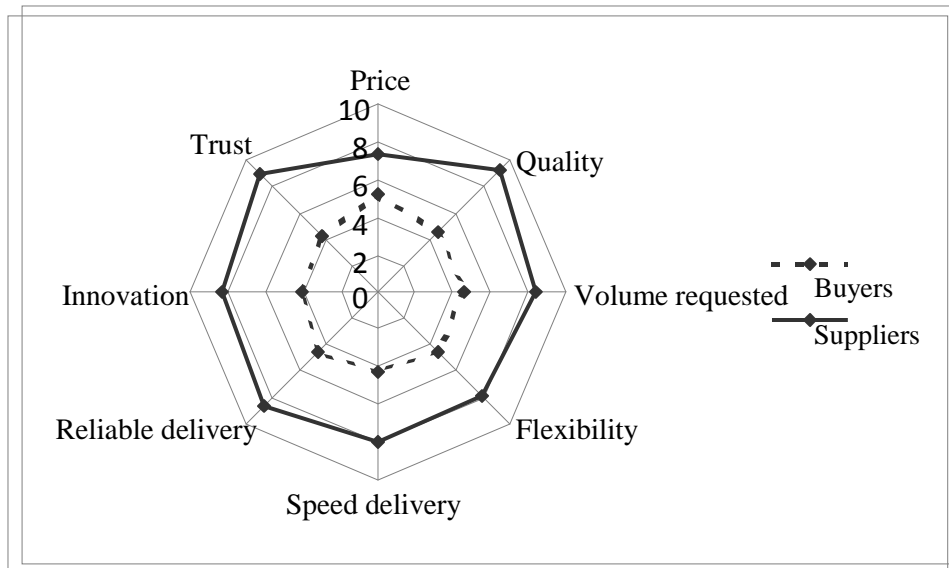 Price
10
8
6
4
2
0
Trust
Quality
Innovation
Volume requested
Buyers
Suppliers
Reliable delivery
Flexibility
Speed delivery